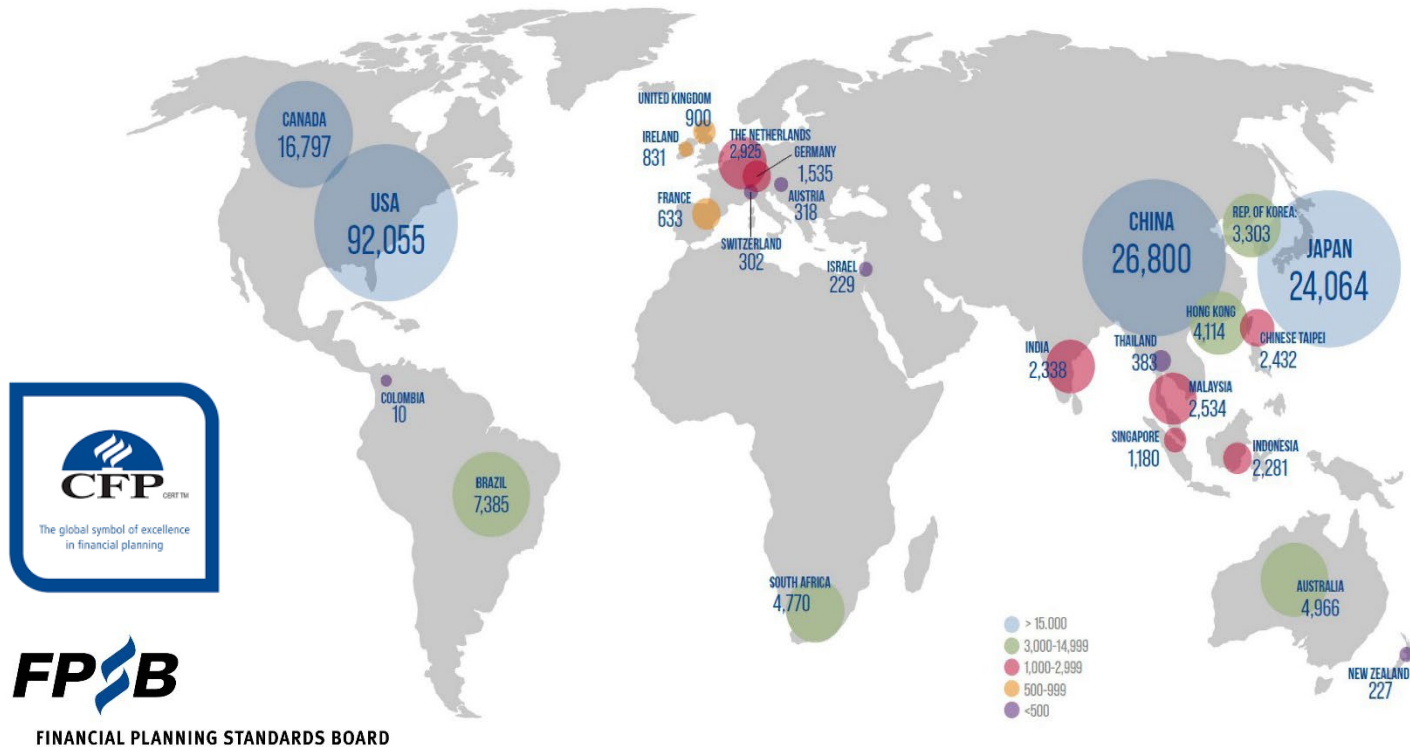 CANADA
16,797
USA
92,055
COLOMBIA
10
BRAZIL
7,385
UNITED KINGDOM
900
IRELAND
831
THE NETHERLANDS
2,925
GERMANY
1,535
AUSTRIA
318
FRANCE
633
SWITZERLAND
302
ISRAEL
229
SOUTH AFRICA
4,770
CHINA
26,800
REP. OF KOREA:
3,303
JAPAN
24,064
HONG KONG
4,114
CHINESE TAIPEI
2,432
INDIA
2,338
THAILAND
383
MALAYSIA
2,534
SINGAPORE
1,180
INDONESIA
2,281
AUSTRALIA
4,966
NEW ZEALAND
227
> 15.000
3,000-14,999
1,000-2,999
500-999
<500
CFP CERT TM
The global symbol of excellence
in financial planning
FPSB
FINANCIAL PLANNING STANDARDS BOARD